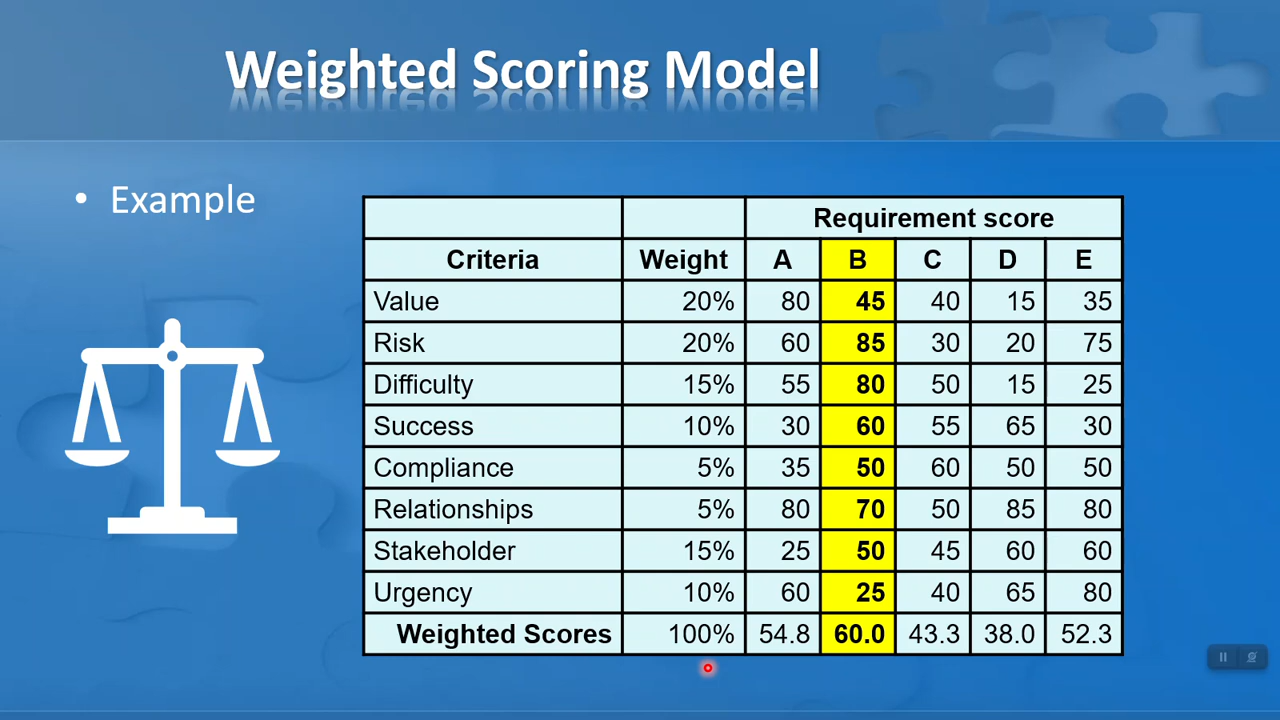 Weighted Scoring Model
• Example
Requirement score
Criteria Weight A B C D E
Value 20% 80 45 40 15 35
Risk 20% 60 85 30 20 75
Difficulty 15% 55 80 50 15 25
Success 10% 30 60 55 65 30
Compliance 5% 35 50 60 50 50
Relationships 5% 80 70 50 85 80
Stakeholder 15% 25 50 45 60 60
Urgency 10% 60 25 40 65 80
Weighted Scores 100% 54.8 60.0 43.3 38.0 52.3